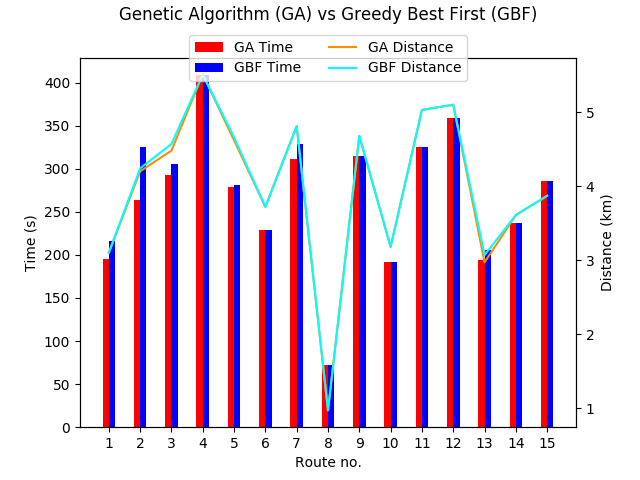 Genetic Algorithm (GA) vs Greedy Best First (GBF)
GA Time
GBF Time
GA Distance
GBF Distance
400
350
300
250
200
150
100
50
0
Time (s)
5
4
3
2
1
Distance (km)
1 2 3 4 5 6 7 8 9 10 11 12 13 14 15
Route no.